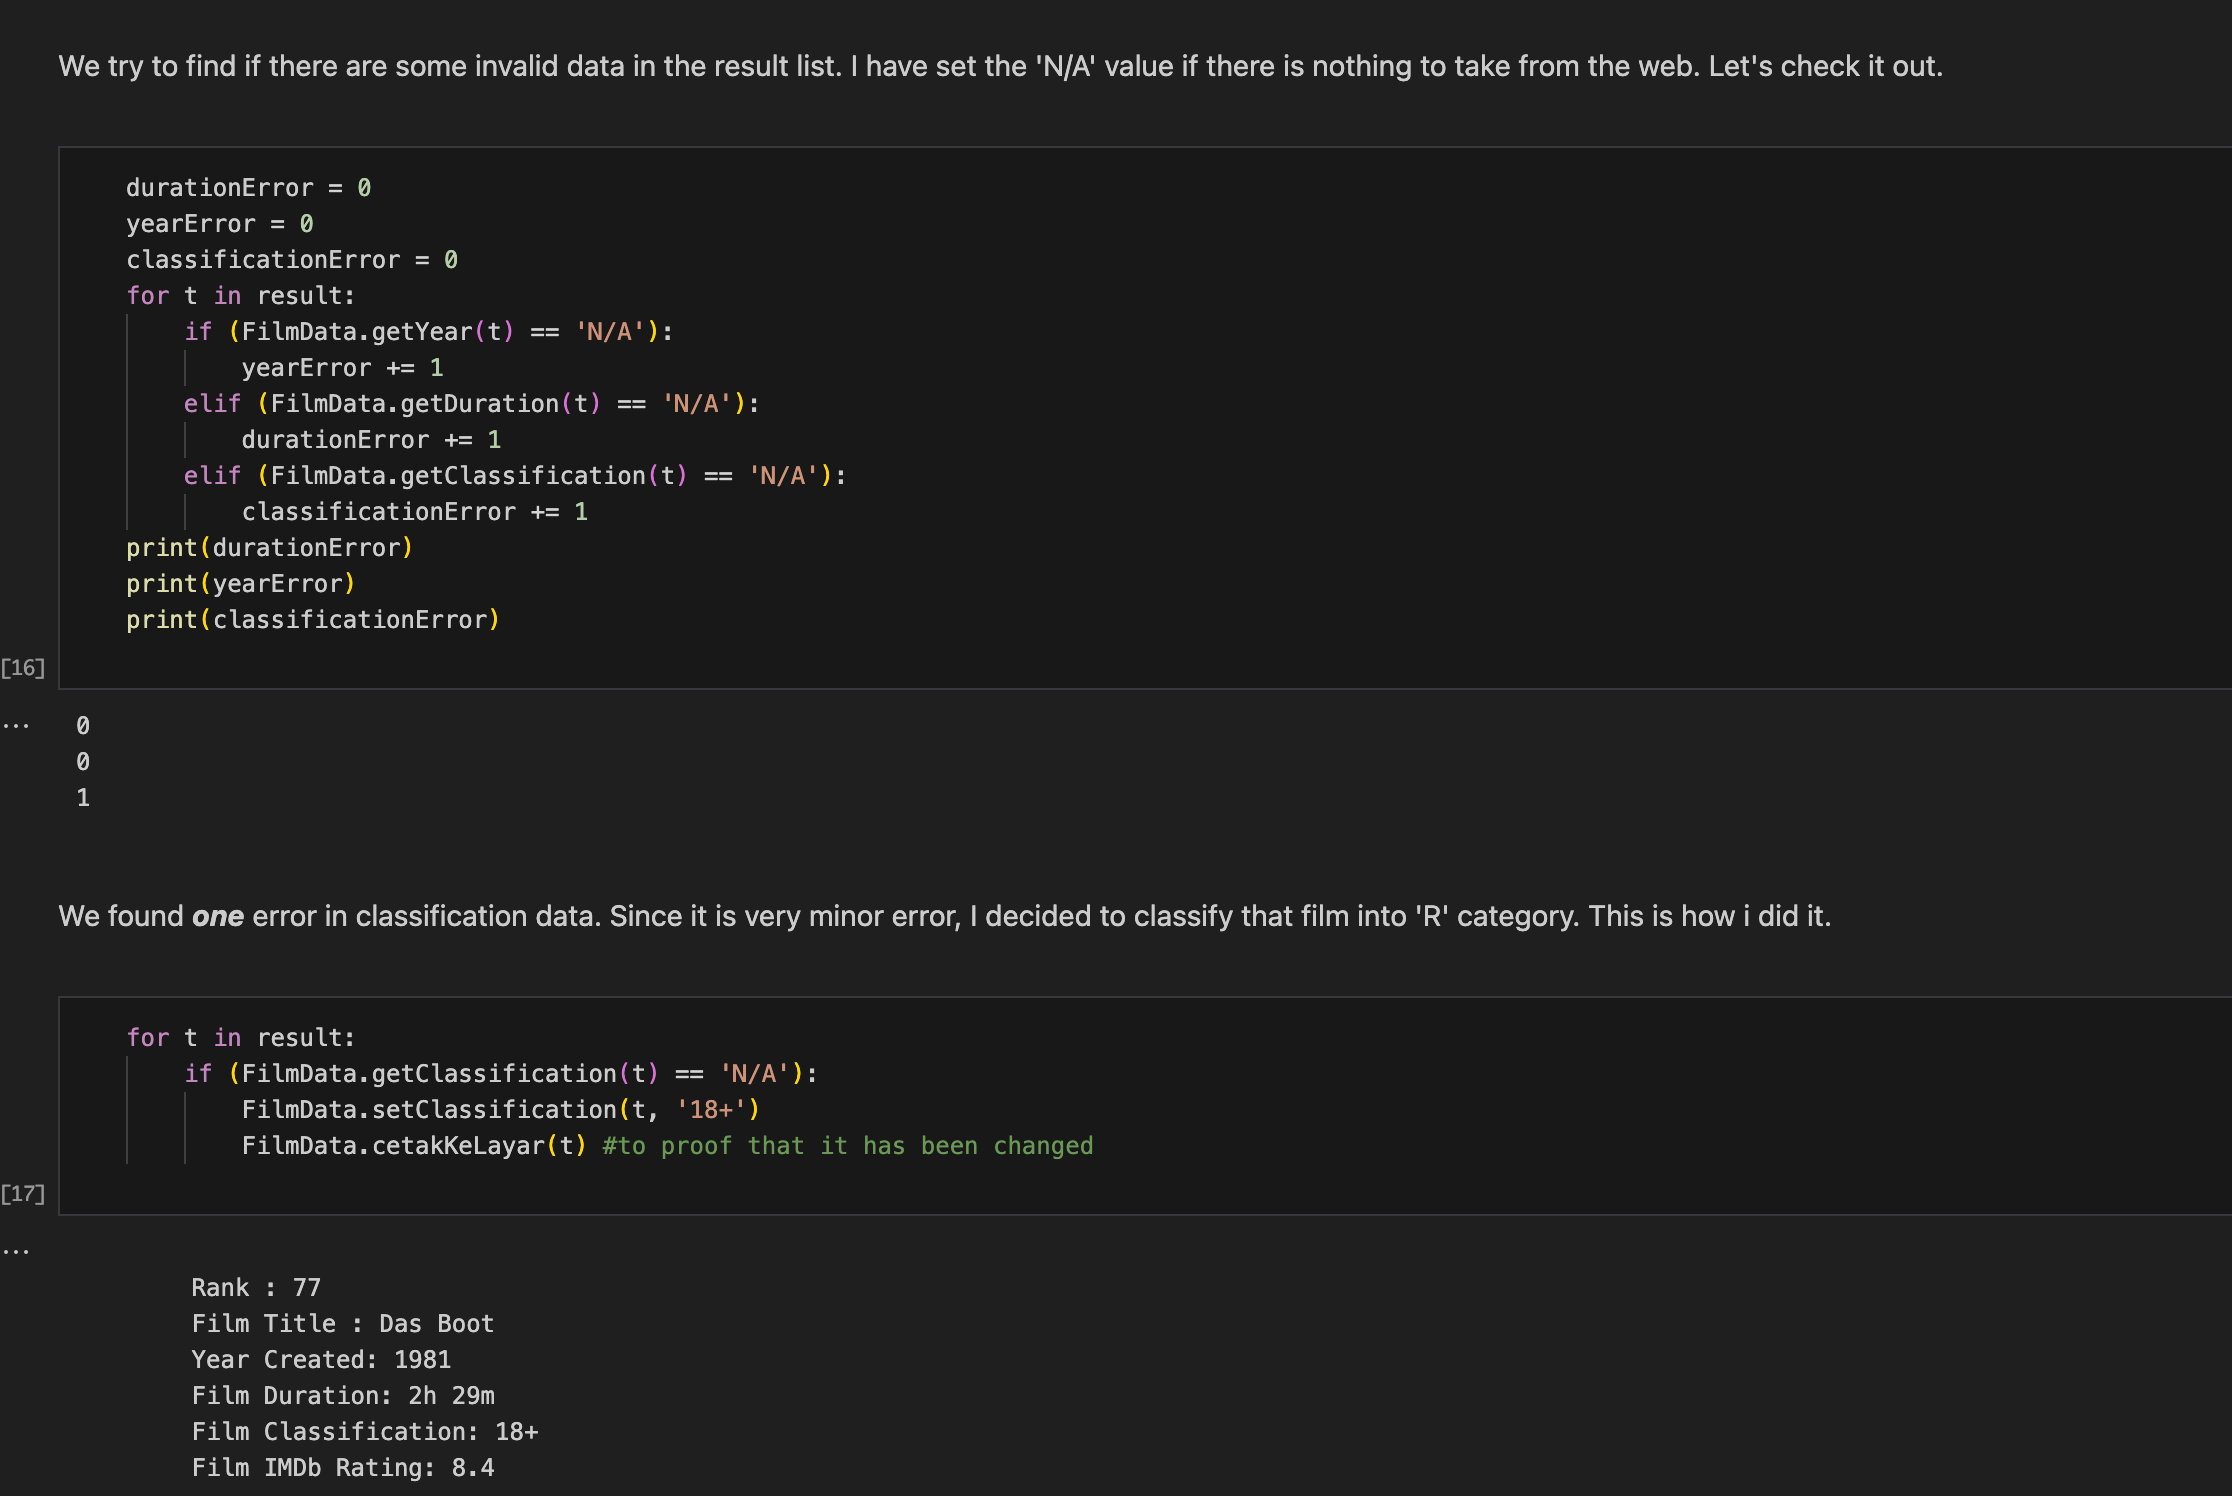 We try to find if there are some invalid data in the result list. I have set the 'N/A' value if there is nothing to take from the web. Let's check it out.
durationError = 0
yearError = 0
classificationError = 0
for t in result:
    if (FilmData.getYear(t) == 'N/A'):
        yearError += 1
    elif (FilmData.getDuration(t) == 'N/A'):
        durationError += 1
    elif (FilmData.getClassification(t) == 'N/A'):
        classificationError += 1
print(durationError)
print(yearError)
print(classificationError)
[16]
... 0
0
1
We found one error in classification data. Since it is very minor error, I decided to classify that film into 'R' category. This is how i did it.
for t in result:
    if (FilmData.getClassification(t) == 'N/A'):
        FilmData.setClassification(t, '18+')
        FilmData.cetakKeLayar(t) #to proof that it has been changed
[17]
...
Rank : 77
Film Title : Das Boot
Year Created: 1981
Film Duration: 2h 29m
Film Classification: 18+
Film IMDb Rating: 8.4